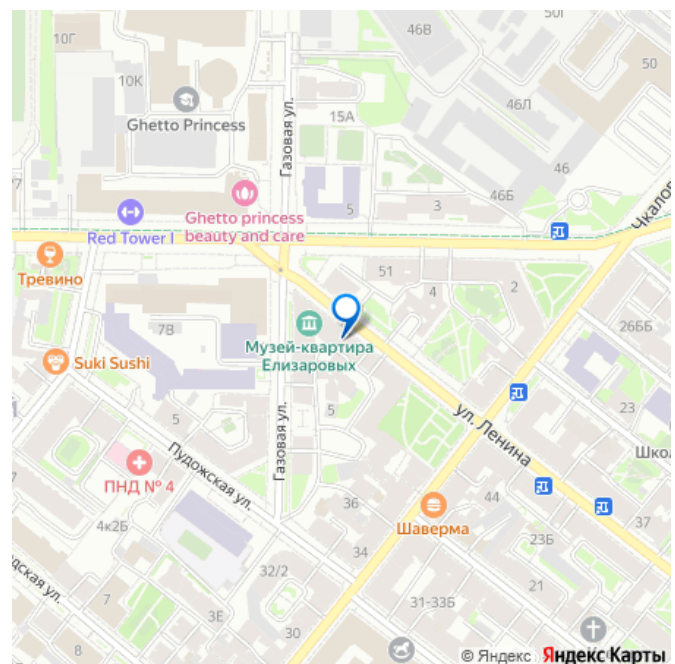 10Г
46В
50Г
50
10К
Ghetto Princess
15А
46Л
Газовая ул.
46
77
5
3
46Б
Чкалов
Ghetto princess
beauty and care
Red Tower I
Тревино
51
4
2
26ББ
7В
Музей-квартира
Елизаровых
Suki Sushi
5
5
Газовая ул.
ул. Ленина
23
Шко
Пудожская ул.
ПНД № 4
4к2Б
36
Шаверма
44
37
34
23Б
дская ул.
7
3Е
32/2
31-33Б
21
8
30
© Яндекс Яндекс Карты